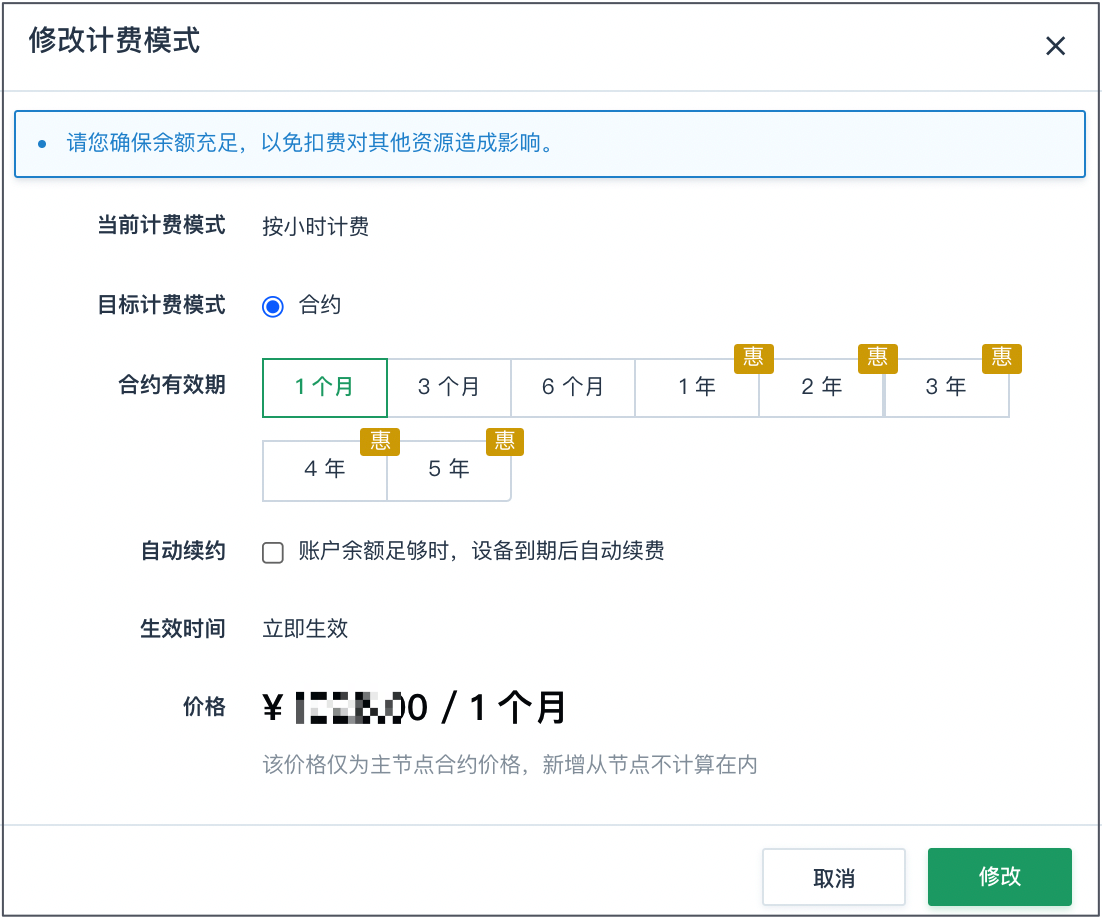 修改计费模式
请您确保余额充足，以免扣费对其他资源造成影响。
当前计费模式 按小时计费
目标计费模式 合约
合约有效期 1 个月 3 个月 6 个月 1 年 惠 2 年 惠 3 年 惠
4 年 惠 5 年 惠
自动续约 账户余额足够时，设备到期后自动续费
生效时间 立即生效
价格 ¥ 00 / 1 个月
该价格仅为主节点合约价格，新增从节点不计算在内
取消 修改